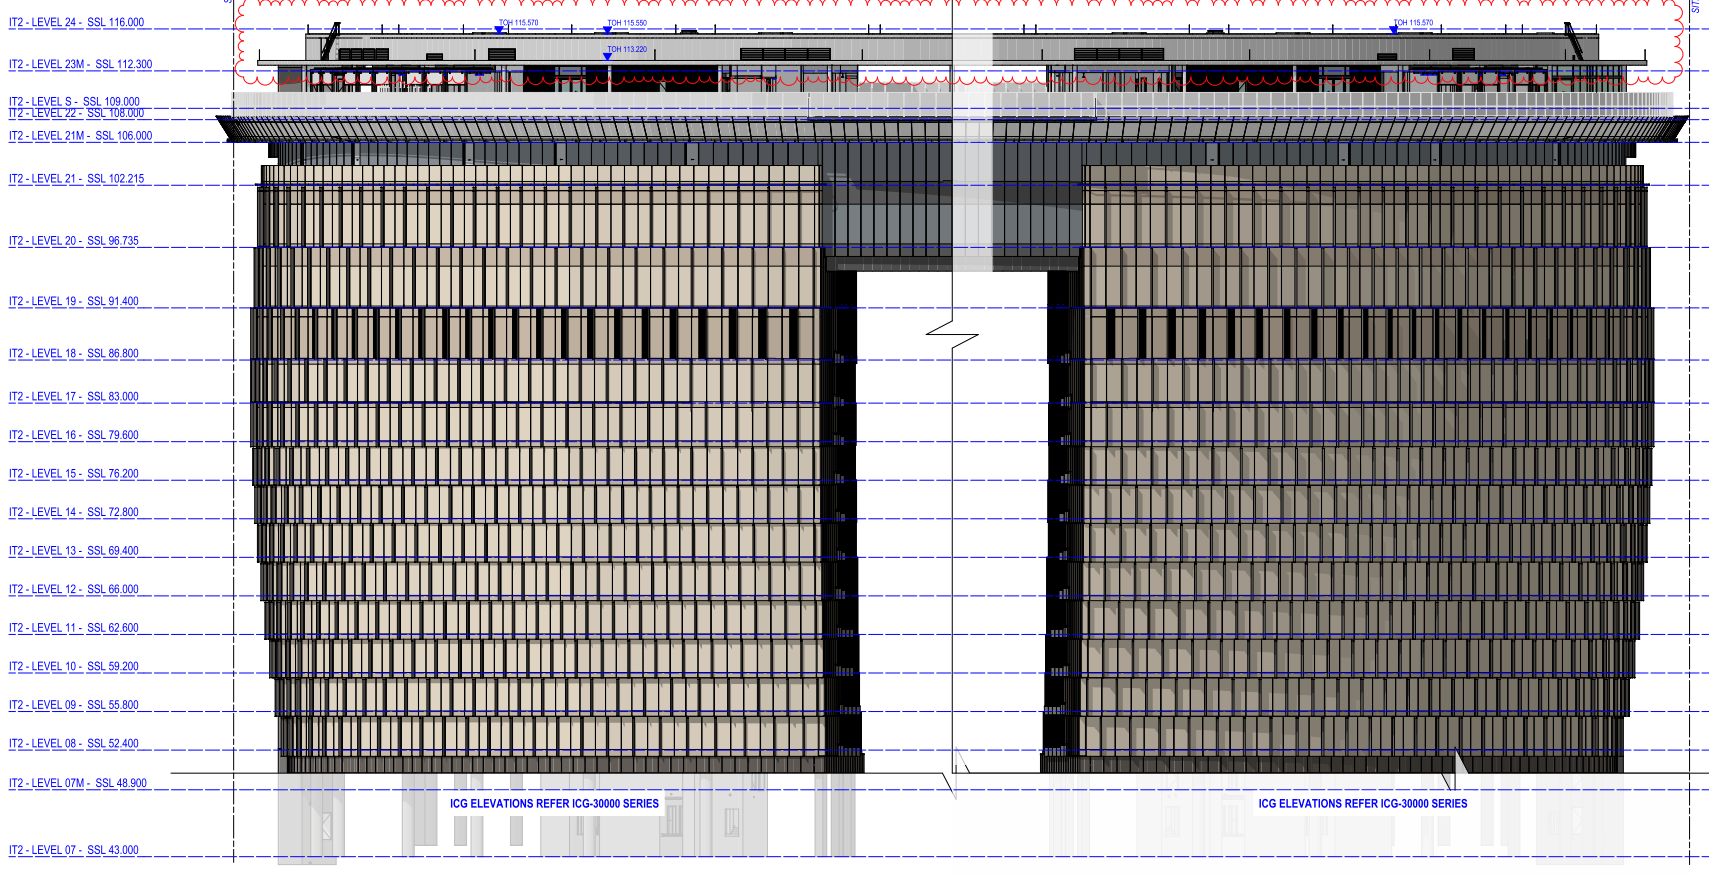 IT2 - LEVEL 24 - SSL 116.000
TOH 115.570
TOH 115.550
TOH 115.570
TOH 113.220
IT2 - LEVEL 23M - SSL 112.300
IT2 - LEVEL S - SSL 109.000
IT2 - LEVEL 22 - SSL 108.000
IT2 - LEVEL 21M - SSL 106.000
IT2 - LEVEL 21 - SSL 102.215
IT2 - LEVEL 20 - SSL 96.735
IT2 - LEVEL 19 - SSL 91.400
IT2 - LEVEL 18 - SSL 86.800
IT2 - LEVEL 17 - SSL 83.000
IT2 - LEVEL 16 - SSL 79.600
IT2 - LEVEL 15 - SSL 76.200
IT2 - LEVEL 14 - SSL 72.800
IT2 - LEVEL 13 - SSL 69.400
IT2 - LEVEL 12 - SSL 66.000
IT2 - LEVEL 11 - SSL 62.600
IT2 - LEVEL 10 - SSL 59.200
IT2 - LEVEL 09 - SSL 55.800
IT2 - LEVEL 08 - SSL 52.400
IT2 - LEVEL 07M - SSL 48.900
ICG ELEVATIONS REFER ICG-30000 SERIES
ICG ELEVATIONS REFER ICG-30000 SERIES
IT2 - LEVEL 07 - SSL 43.000